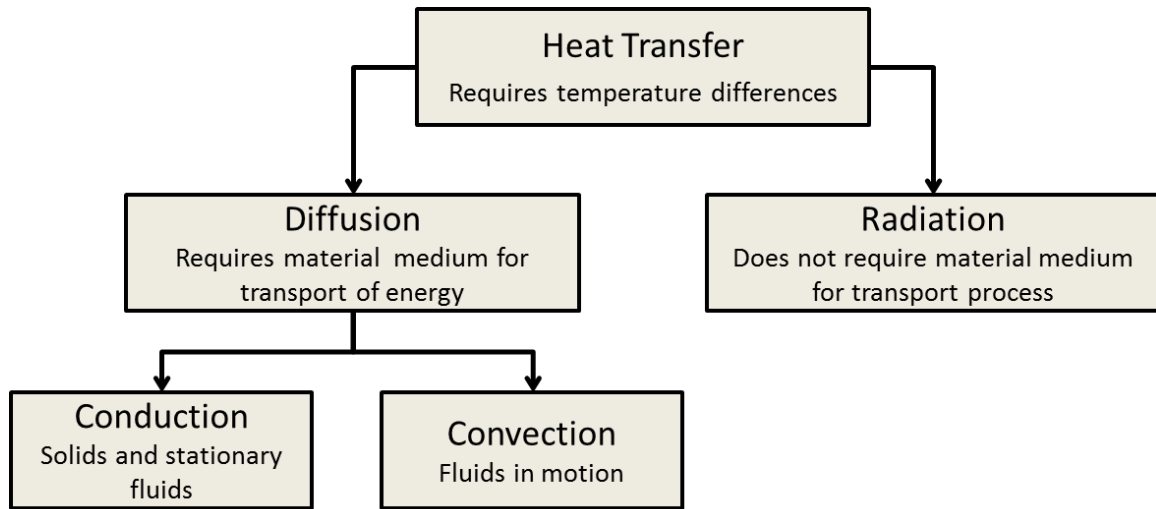 Heat Transfer
Requires temperature differences
Diffusion
Requires material medium for
transport of energy
Radiation
Does not require material medium
for transport process
Conduction
Solids and stationary
fluids
Convection
Fluids in motion